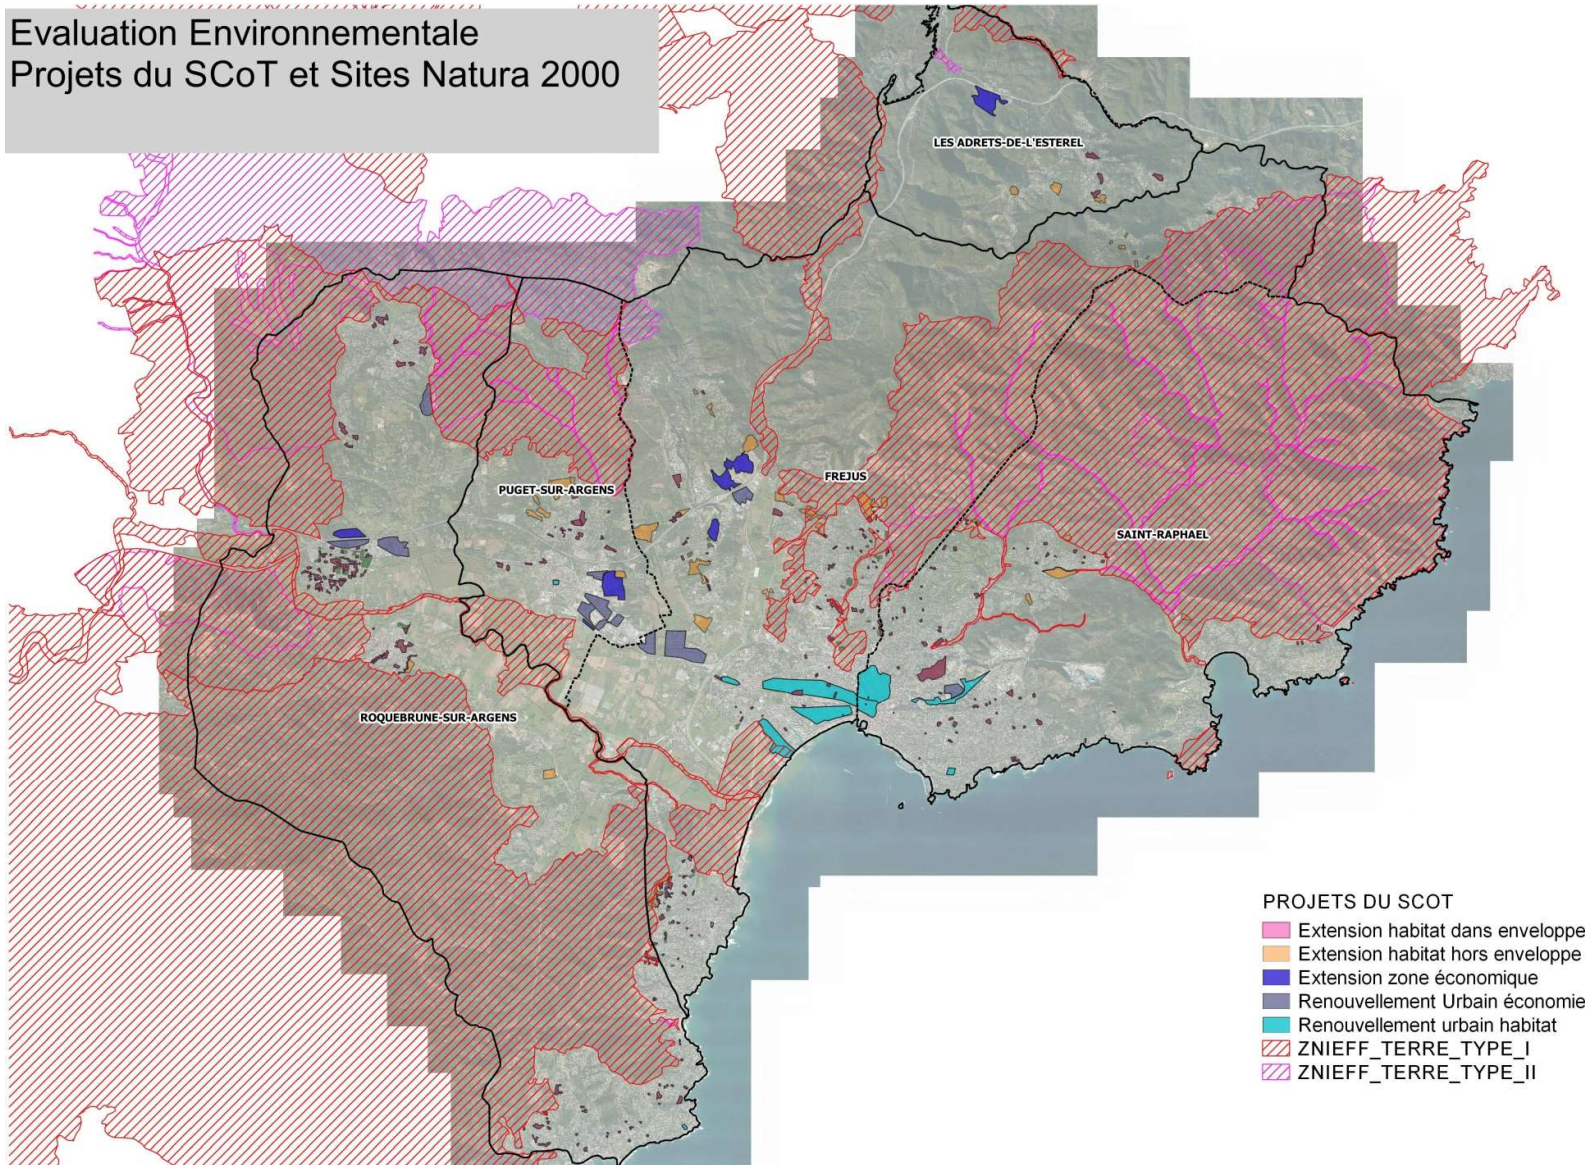 Evaluation Environnementale
Projets du SCoT et Sites Natura 2000
LES ADRETS-DE-L'ESTEREL
FREJUS
PUGET-SUR-ARGENS
SAINT-RAPHAEL
ROQUEBRUNE-SUR-ARGENS
PROJETS DU SCOT
Extension habitat dans enveloppe
Extension habitat hors enveloppe
Extension zone économique
Renouvellement Urbain économie
Renouvellement urbain habitat
ZNIEFF_TERRE_TYPE_I
ZNIEFF_TERRE_TYPE_II